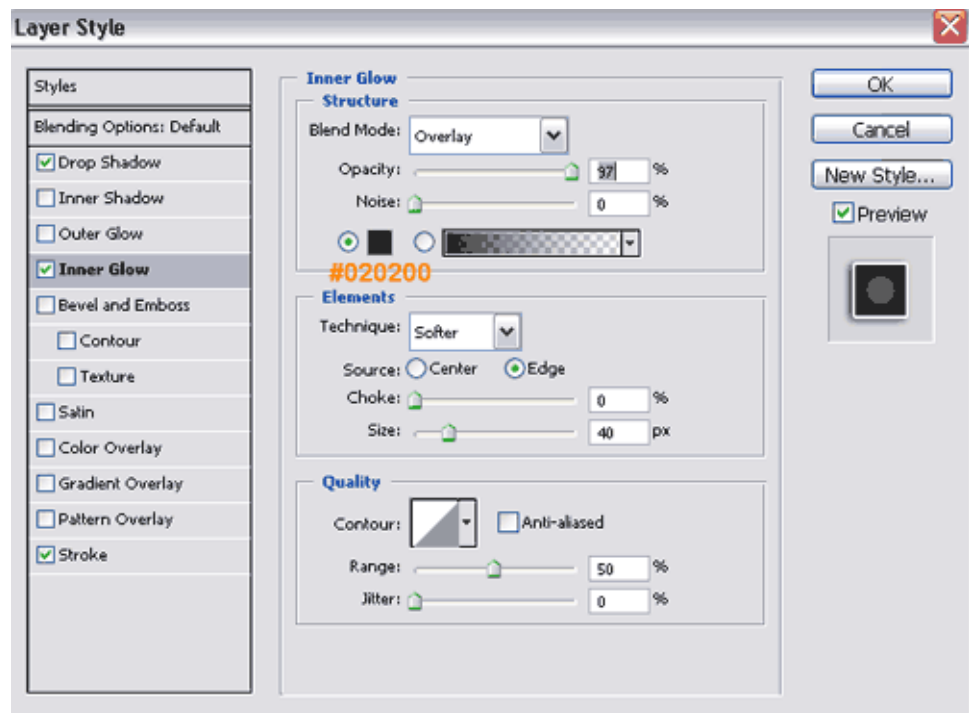 Layer Style
Styles
Blending Options: Default
Drop Shadow
Inner Shadow
Outer Glow
Inner Glow
Bevel and Emboss
Contour
Texture
Satin
Color Overlay
Gradient Overlay
Pattern Overlay
Stroke
Inner Glow
Structure
Blend Mode: Overlay
Opacity: 97 %
Noise: 0 %
#020200
Elements
Technique: Softer
Source: Center Edge
Choke: 0 %
Size: 40 px
Quality
Contour: Anti-aliased
Range: 50 %
Jitter: 0 %
OK
Cancel
New Style...
Preview